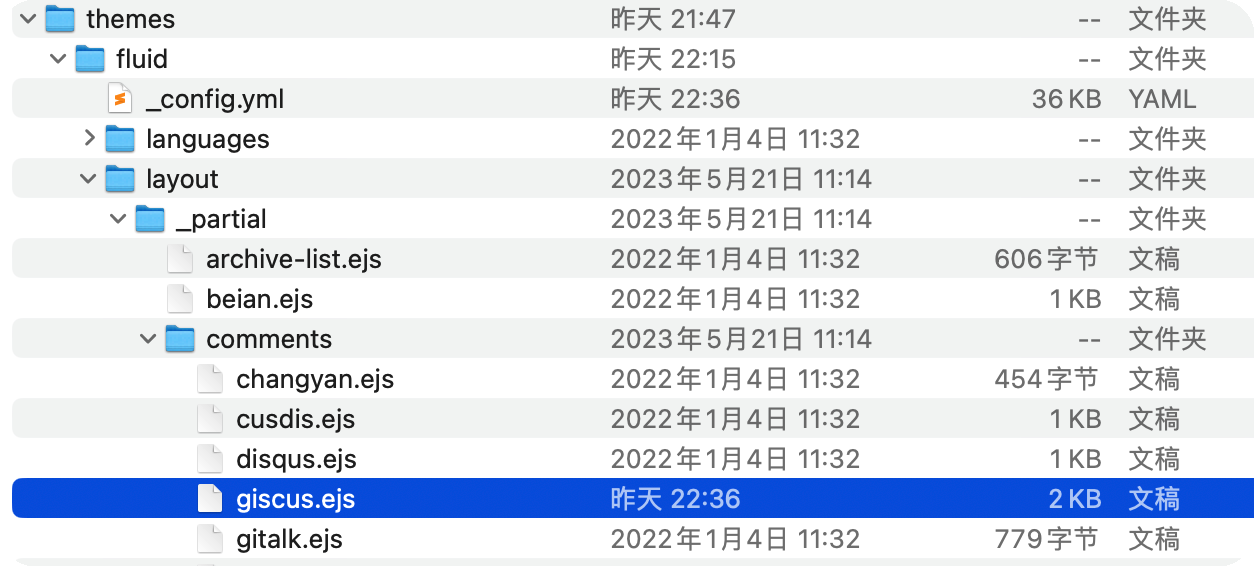 themes 昨天 21:47 -- 文件夹
fluid 昨天 22:15 -- 文件夹
_config.yml 昨天 22:36 36 KB YAML
languages 2022年1月4日 11:32 -- 文件夹
layout 2023年5月21日 11:14 -- 文件夹
_partial 2023年5月21日 11:14 -- 文件夹
archive-list.ejs 2022年1月4日 11:32 606字节 文稿
beian.ejs 2022年1月4日 11:32 1 KB 文稿
comments 2023年5月21日 11:14 -- 文件夹
changyan.ejs 2022年1月4日 11:32 454字节 文稿
cusdis.ejs 2022年1月4日 11:32 1 KB 文稿
disqus.ejs 2022年1月4日 11:32 1 KB 文稿
giscus.ejs 昨天 22:36 2 KB 文稿
gitalk.ejs 2022年1月4日 11:32 779字节 文稿